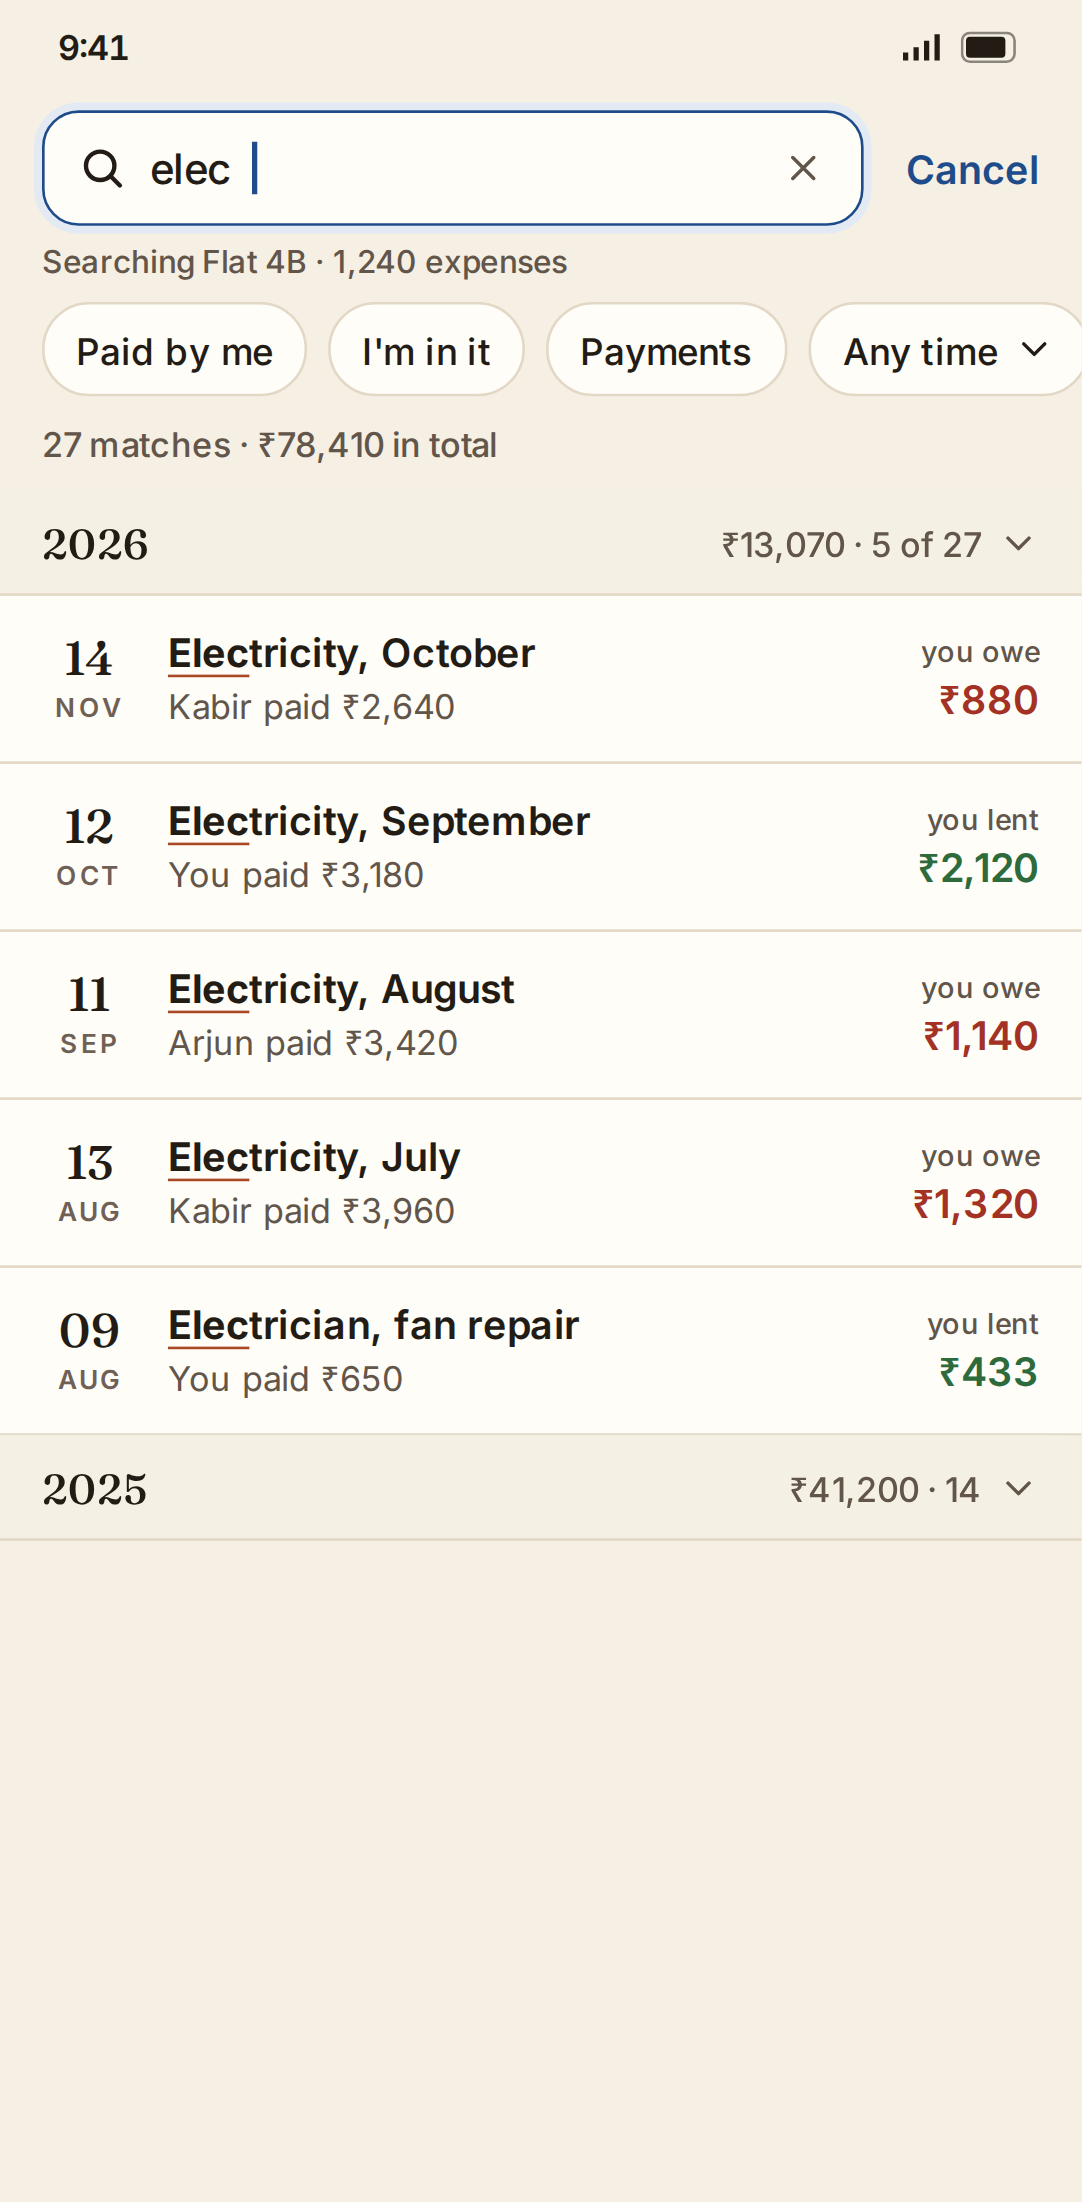 9:41
elec
Cancel
Searching Flat 4B · 1,240 expenses
Paid by me
I'm in it
Payments
Any time
27 matches · ₹78,410 in total
2026
₹13,070 · 5 of 27
14 NOV
Electricity, October
Kabir paid ₹2,640
you owe
₹880
12 OCT
Electricity, September
You paid ₹3,180
you lent
₹2,120
11 SEP
Electricity, August
Arjun paid ₹3,420
you owe
₹1,140
13 AUG
Electricity, July
Kabir paid ₹3,960
you owe
₹1,320
09 AUG
Electrician, fan repair
You paid ₹650
you lent
₹433
2025
₹41,200 · 14